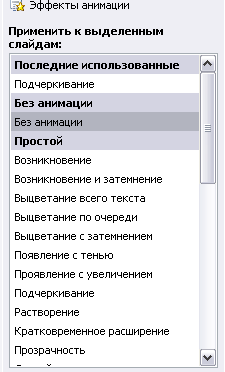 Эффекты анимации
Применить к выделенным
слайдам:
Последние использованные
Подчеркивание
Без анимации
Без анимации
Простой
Возникновение
Возникновение и затемнение
Выцветание всего текста
Выцветание по очереди
Выцветание с затемнением
Появление с тенью
Проявление с увеличением
Подчеркивание
Растворение
Кратковременное расширение
Прозрачность